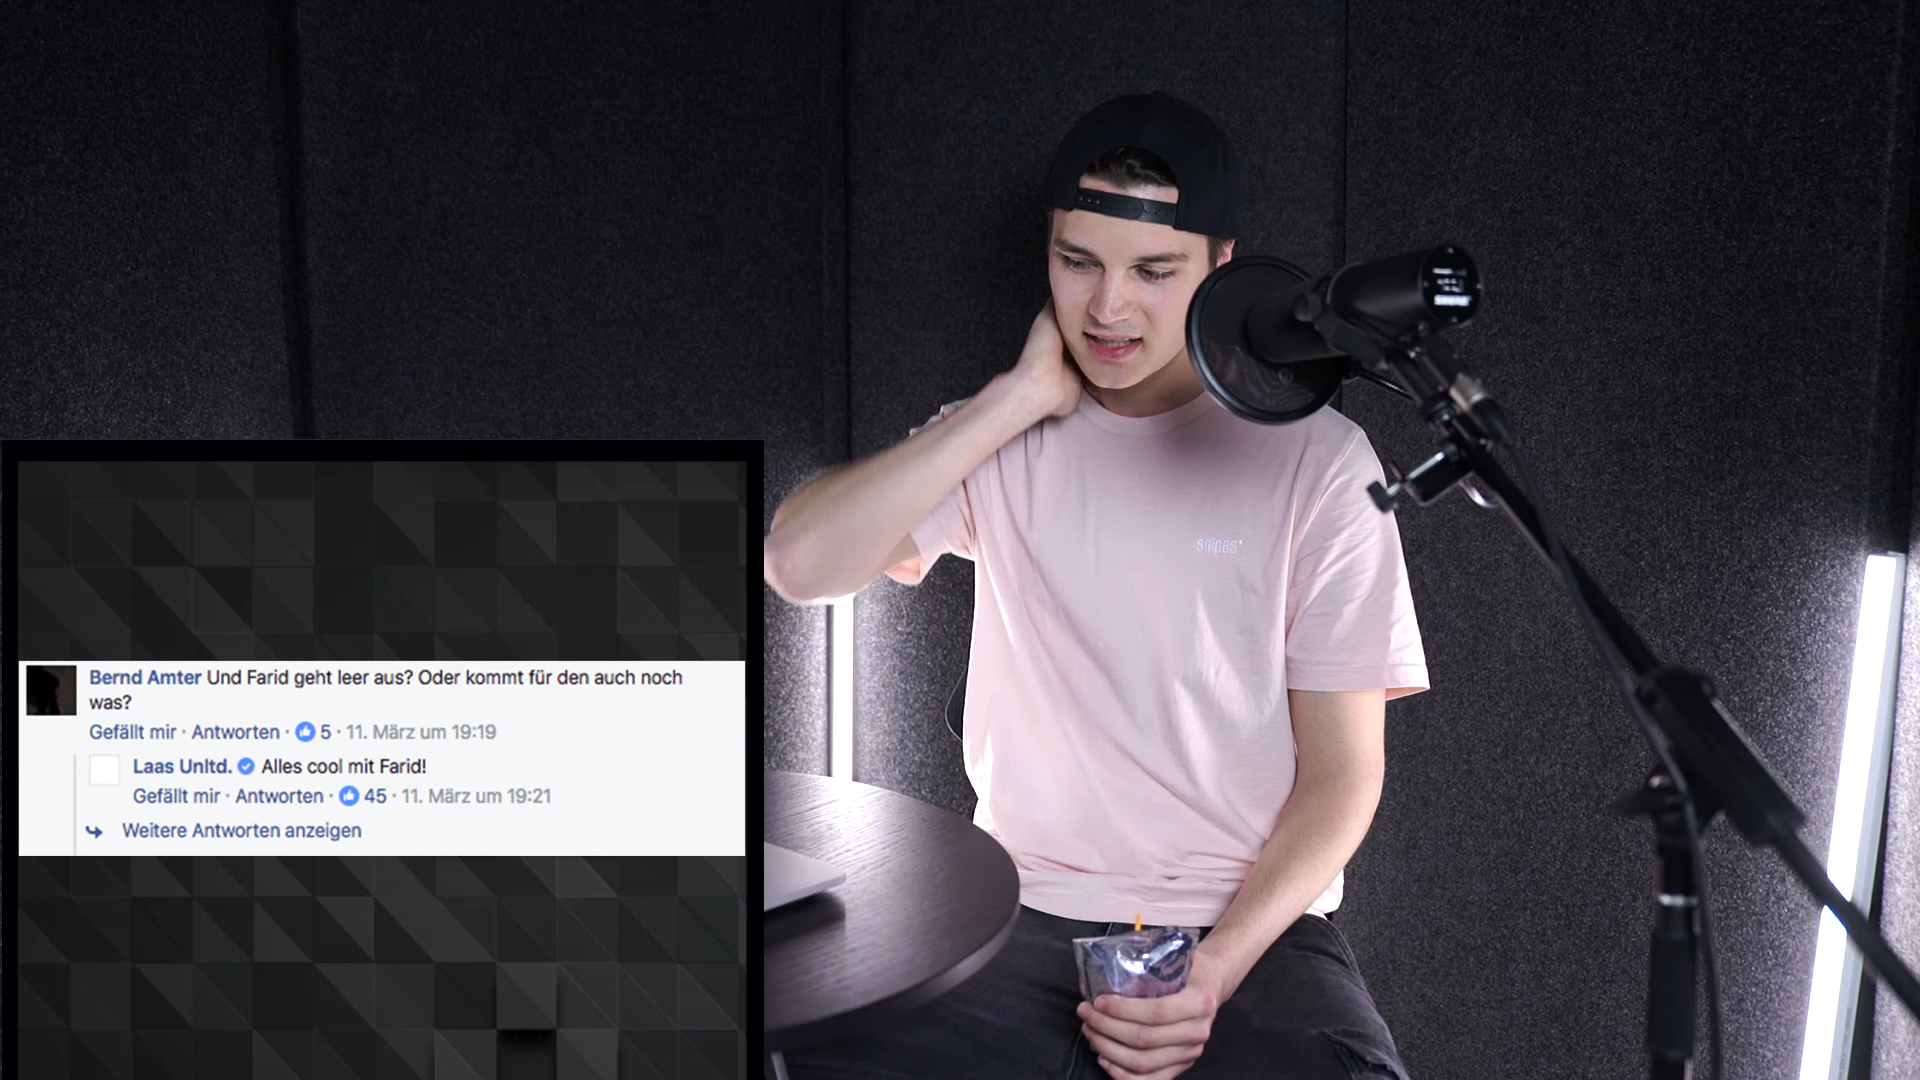 snipes®
Bernd Amter Und Farid geht leer aus? Oder kommt für den auch noch
was?
Gefällt mir · Antworten · 5 · 11. März um 19:19
Laas Unltd. Alles cool mit Farid!
Gefällt mir · Antworten · 45 · 11. März um 19:21
Weitere Antworten anzeigen